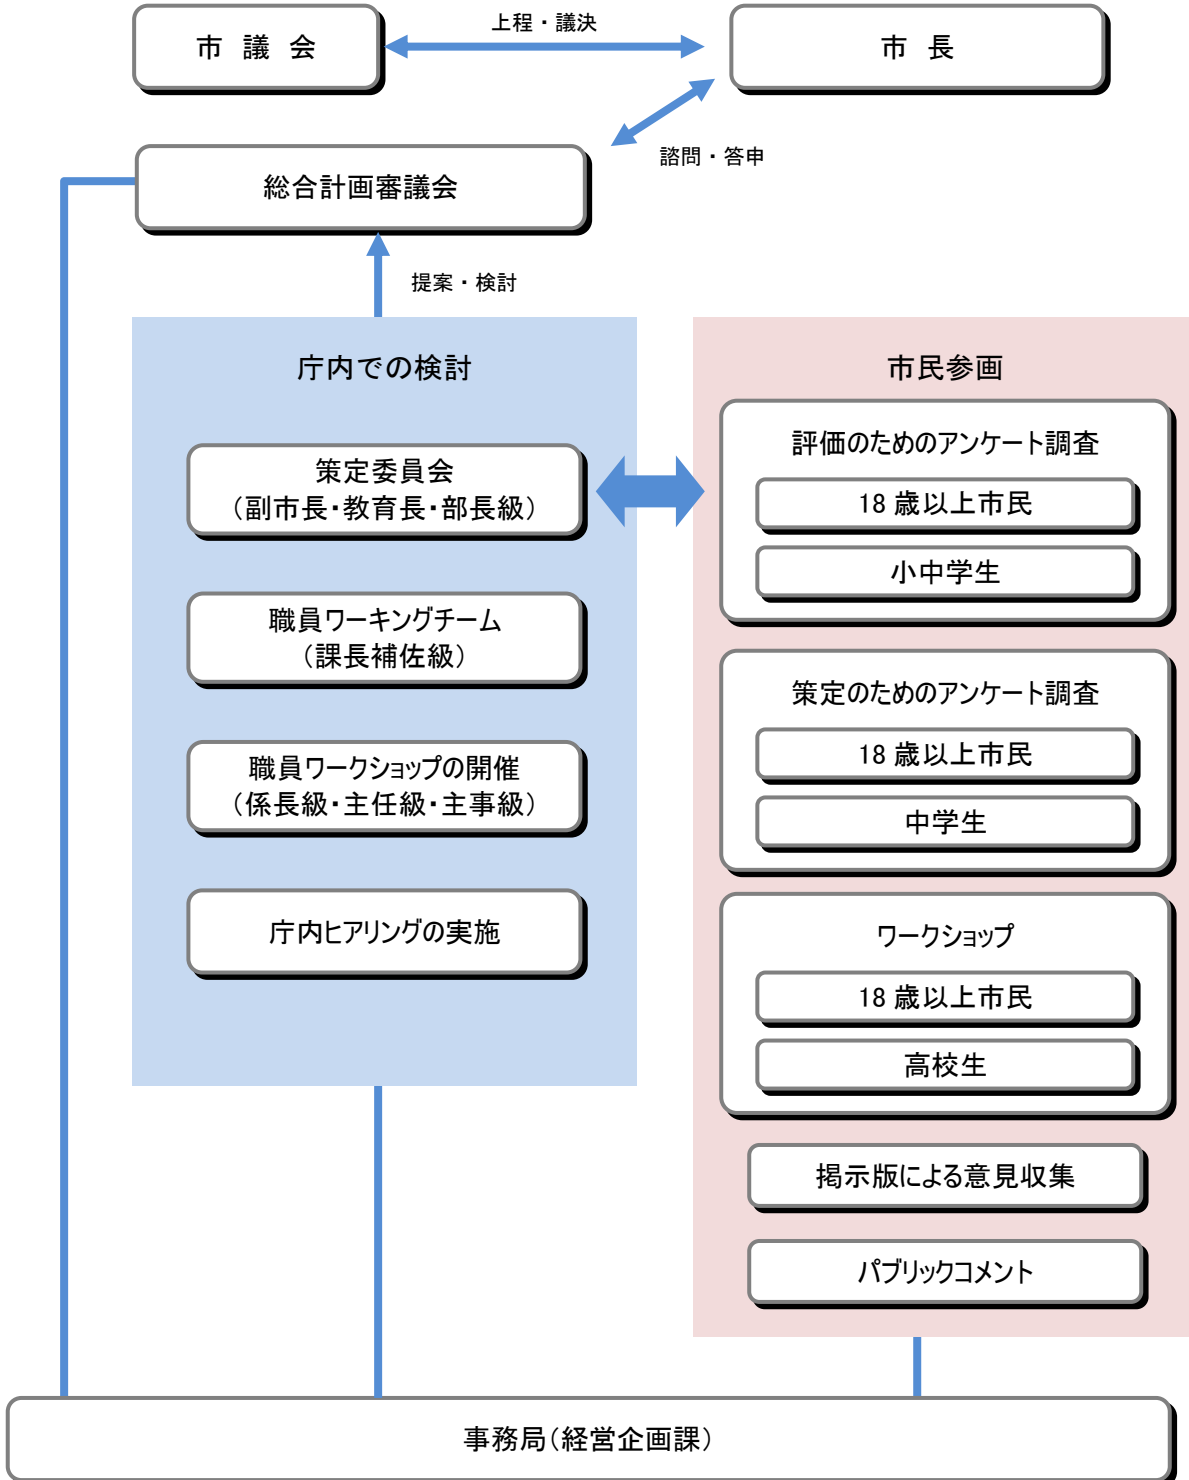 市 議 会
上程・議決
市 長
諮問・答申
総合計画審議会
提案・検討
庁内での検討
策定委員会
（副市長・教育長・部長級）
職員ワーキングチーム
（課長補佐級）
職員ワークショップの開催
（係長級・主任級・主事級）
庁内ヒアリングの実施
市民参画
評価のためのアンケート調査
18 歳以上市民
小中学生
策定のためのアンケート調査
18 歳以上市民
中学生
ワークショップ
18 歳以上市民
高校生
掲示版による意見収集
パブリックコメント
事務局（経営企画課）